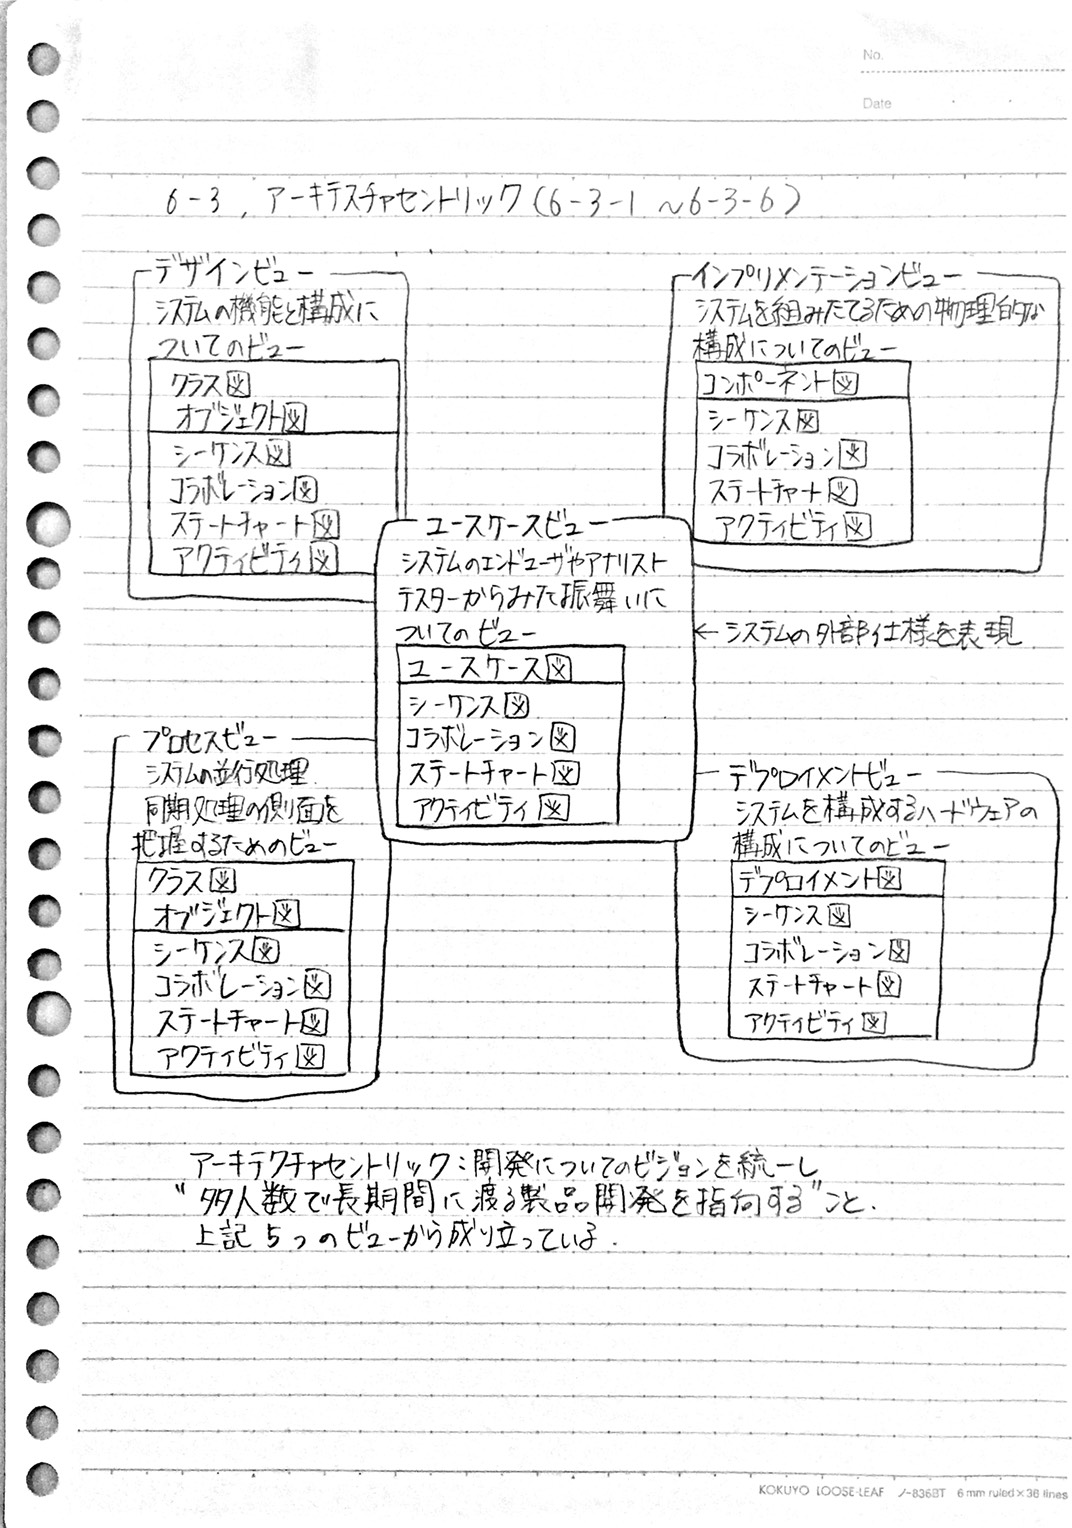 No.
Date
6-3, アーキテスチャセントリック(6-3-1 ～6-3-6)
デザインビュー
システムの機能と構成に
ついてのビュー
クラス図
オブジェクト図
シーケンス図
コラボレーション図
ステートチャート図
アクティビティ図
インプリメンテーションビュー
システムを組みたてるための物理的な
構成についてのビュー
コンポーネント図
シーケンス図
コラボレーション図
ステートチャート図
アクティビティ図
ユースケースビュー
システムのエンドユーザやアナリスト
テスターからみた振舞いに
ついてのビュー
ユースケース図
シーケンス図
コラボレーション図
ステートチャート図
アクティビティ図
←システムの外部仕様を表現
プロセスビュー
システムの並行処理
同期処理の側面を
把握するためのビュー
クラス図
オブジェクト図
シーケンス図
コラボレーション図
ステートチャート図
アクティビティ図
デプロイメントビュー
システムを構成するハードウェアの
構成についてのビュー
デプロイメント図
シーケンス図
コラボレーション図
ステートチャート図
アクティビティ図
アーキテクチャセントリック：開発についてのビジョンを統一し
"多人数で長期間に渡る製品開発を指向する"こと.
上記5つのビューから成り立っている.
KOKUYO LOOSE-LEAF ノ-836BT 6 mm ruled×36 lines